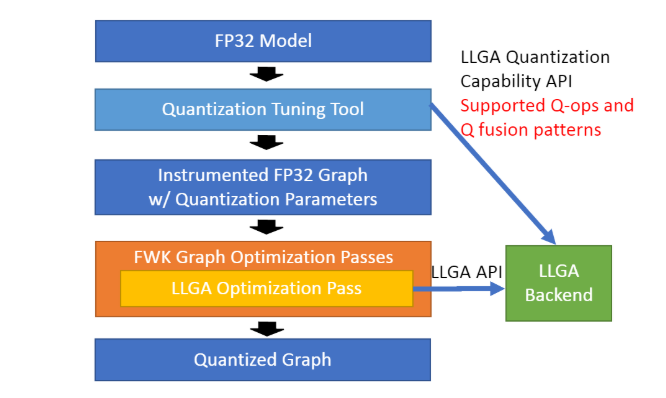 FP32 Model
LLGA Quantization
Capability API
Supported Q-ops and
Q fusion patterns
Quantization Tuning Tool
Instrumented FP32 Graph
w/ Quantization Parameters
FWK Graph Optimization Passes
LLGA Optimization Pass
LLGA API
LLGA
Backend
Quantized Graph